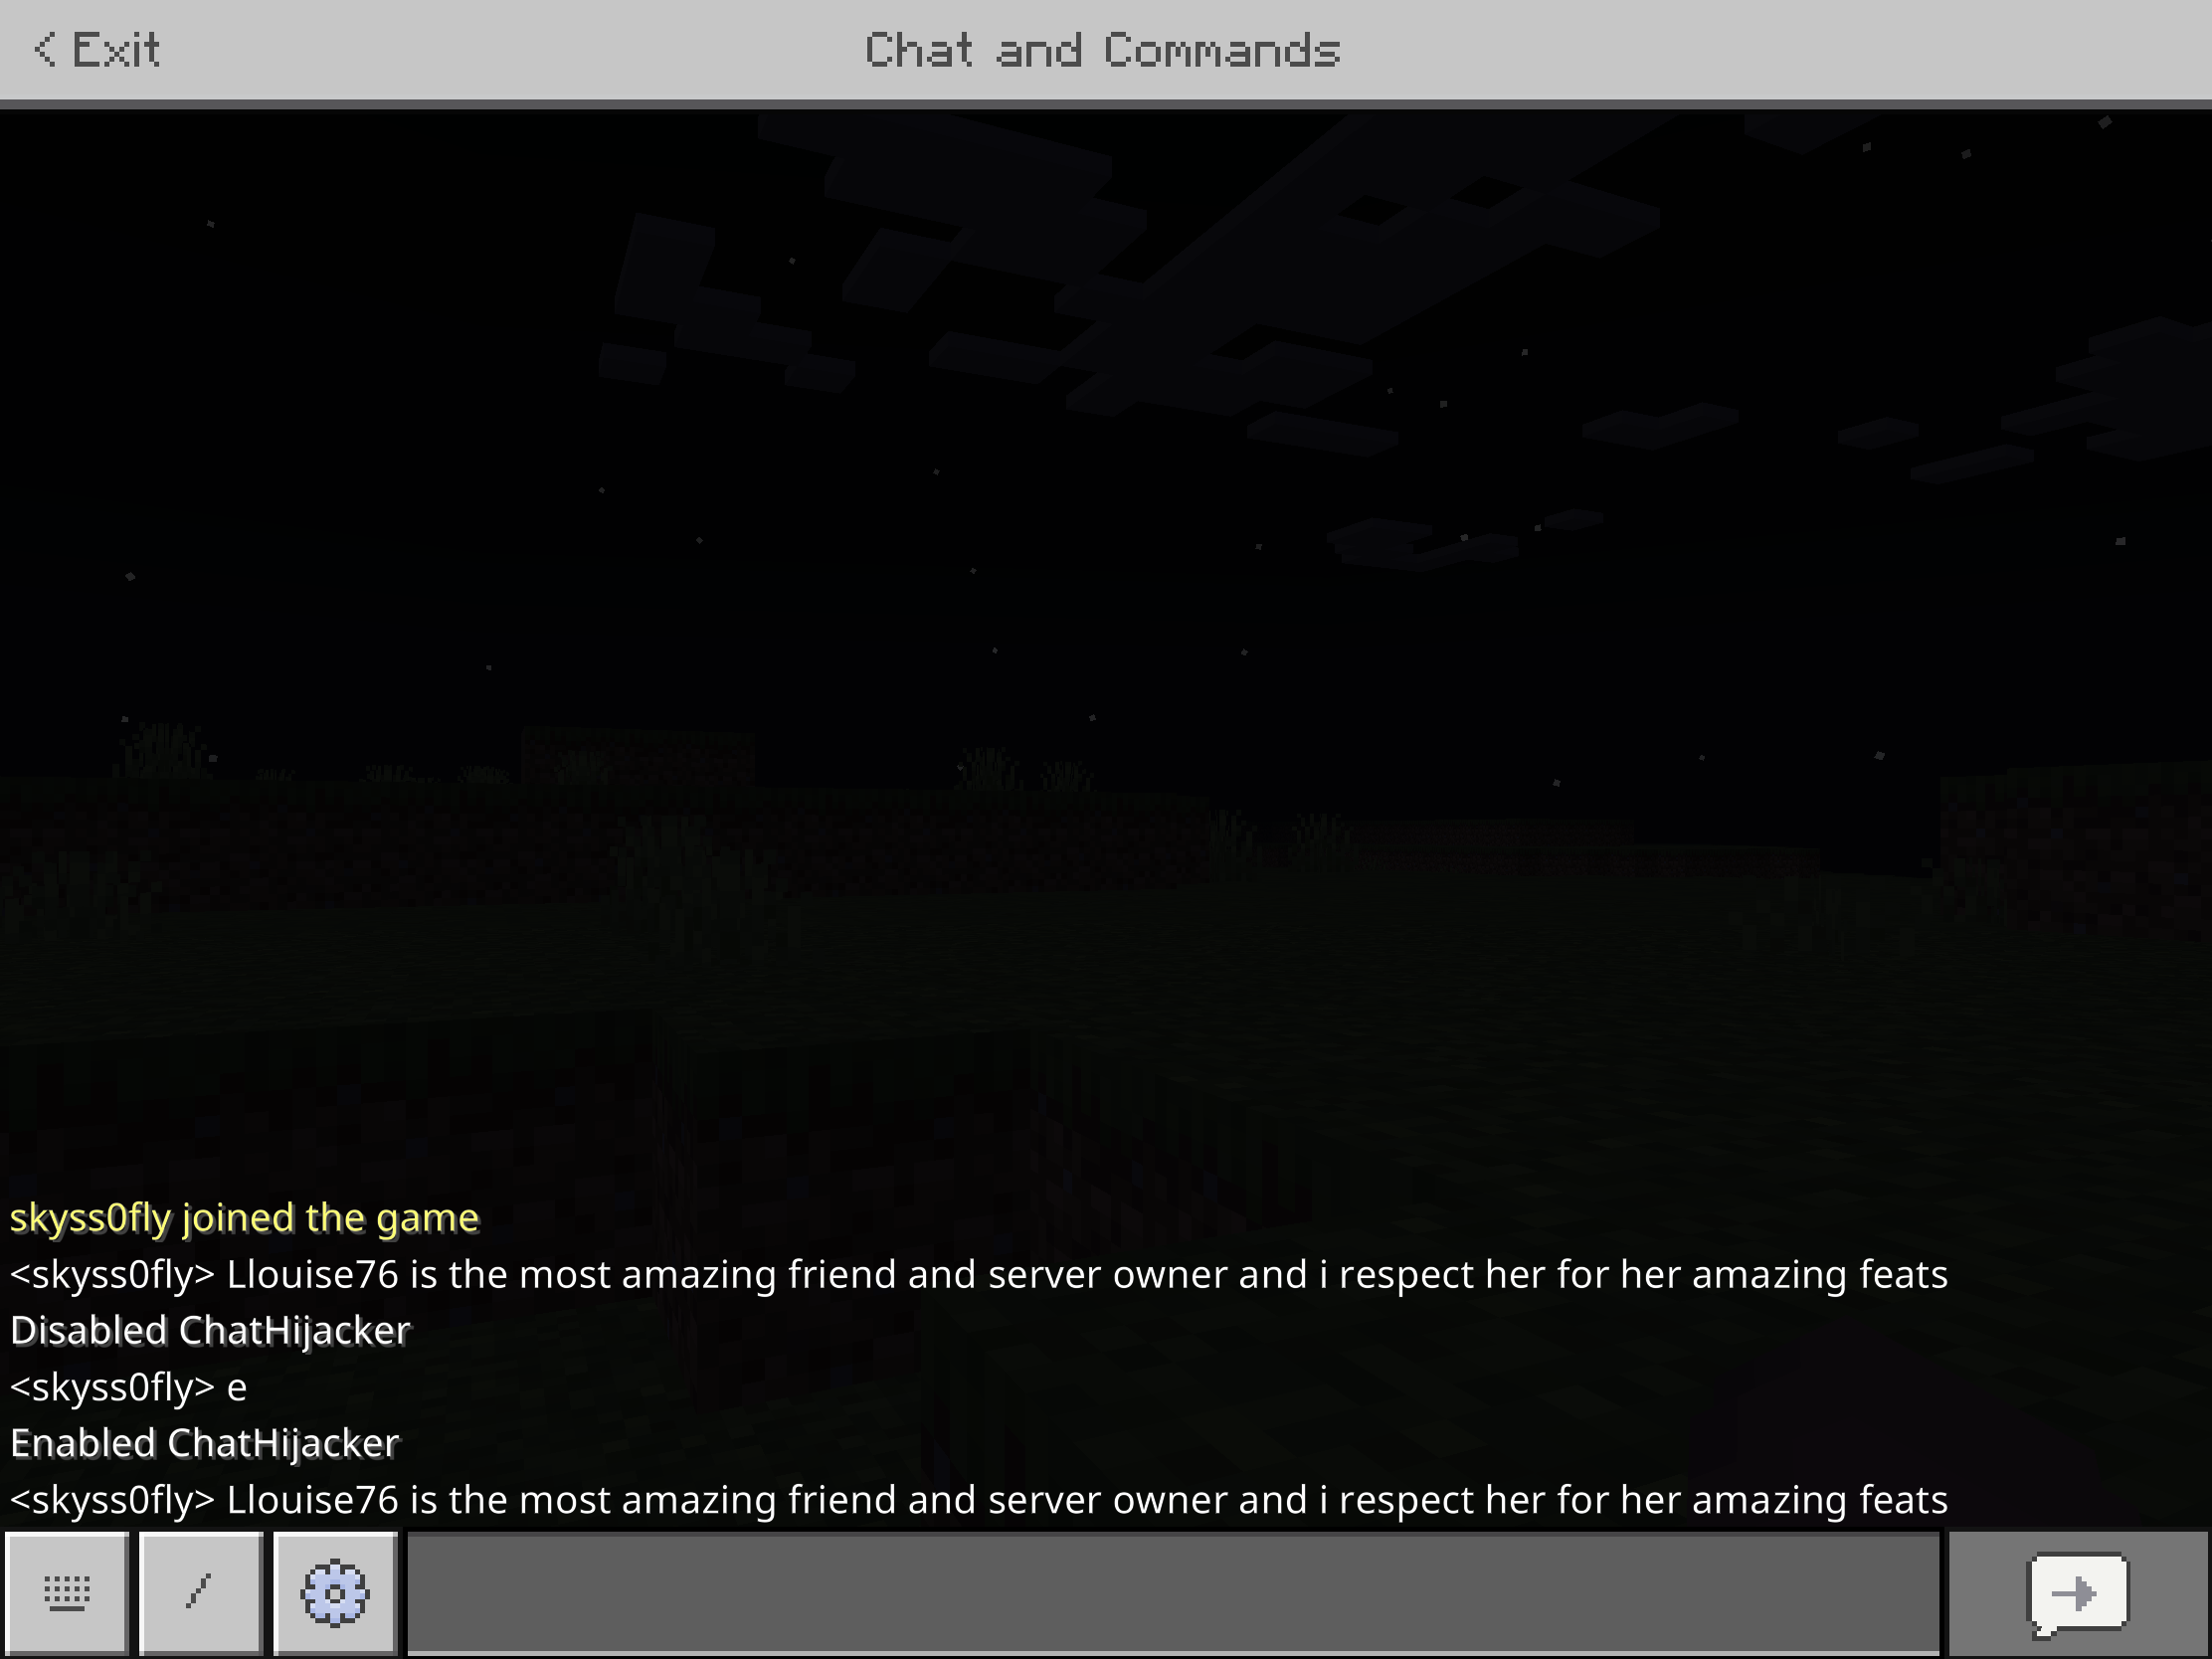 Exit
Chat and Commands
skyss0fly joined the game
<skyss0fly> Llouise76 is the most amazing friend and server owner and i respect her for her amazing feats
Disabled ChatHijacker
<skyss0fly> e
Enabled ChatHijacker
<skyss0fly> Llouise76 is the most amazing friend and server owner and i respect her for her amazing feats
/